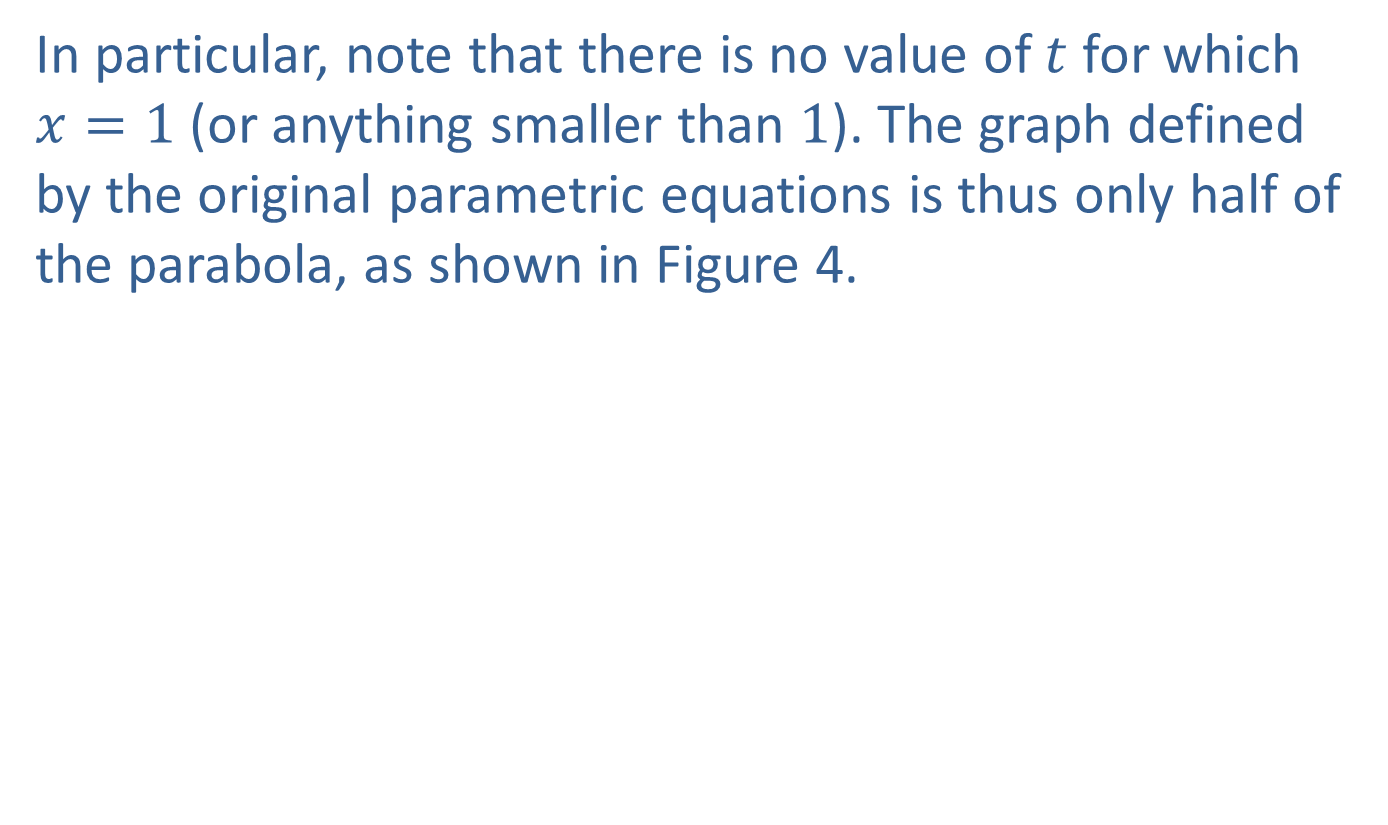 In particular, note that there is no value of t for which
x = 1 (or anything smaller than 1). The graph defined
by the original parametric equations is thus only half of
the parabola, as shown in Figure 4.